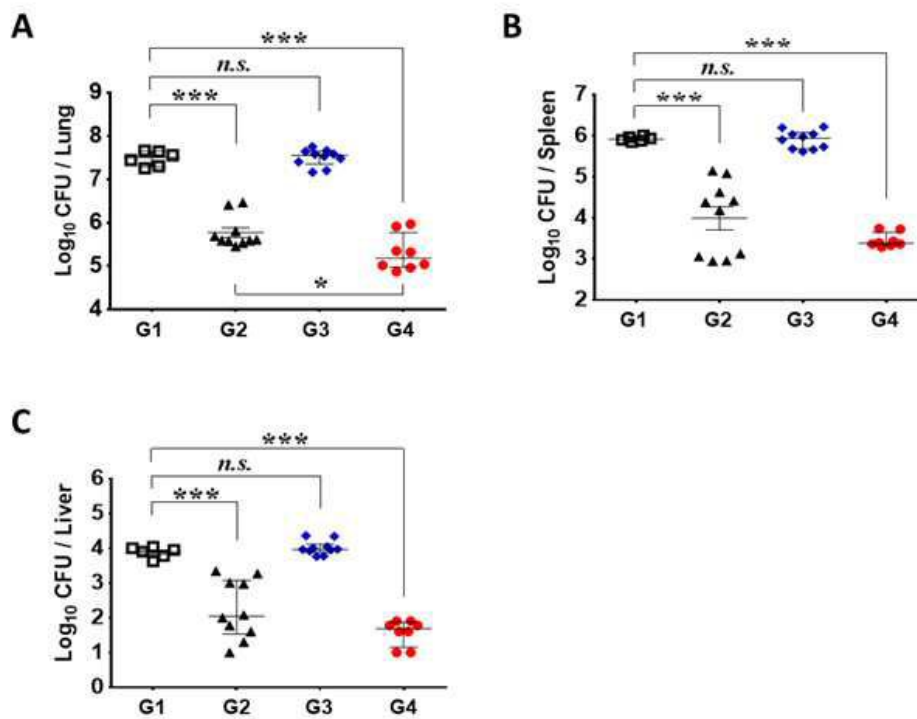 A
***
n.s.
***
9
8
7
6
5
4
Log₁₀ CFU / Lung
*
G1 G2 G3 G4
B
***
n.s.
***
7
6
5
4
3
2
Log₁₀ CFU / Spleen
G1 G2 G3 G4
C
***
n.s.
***
6
5
4
3
2
1
0
Log₁₀ CFU / Liver
G1 G2 G3 G4